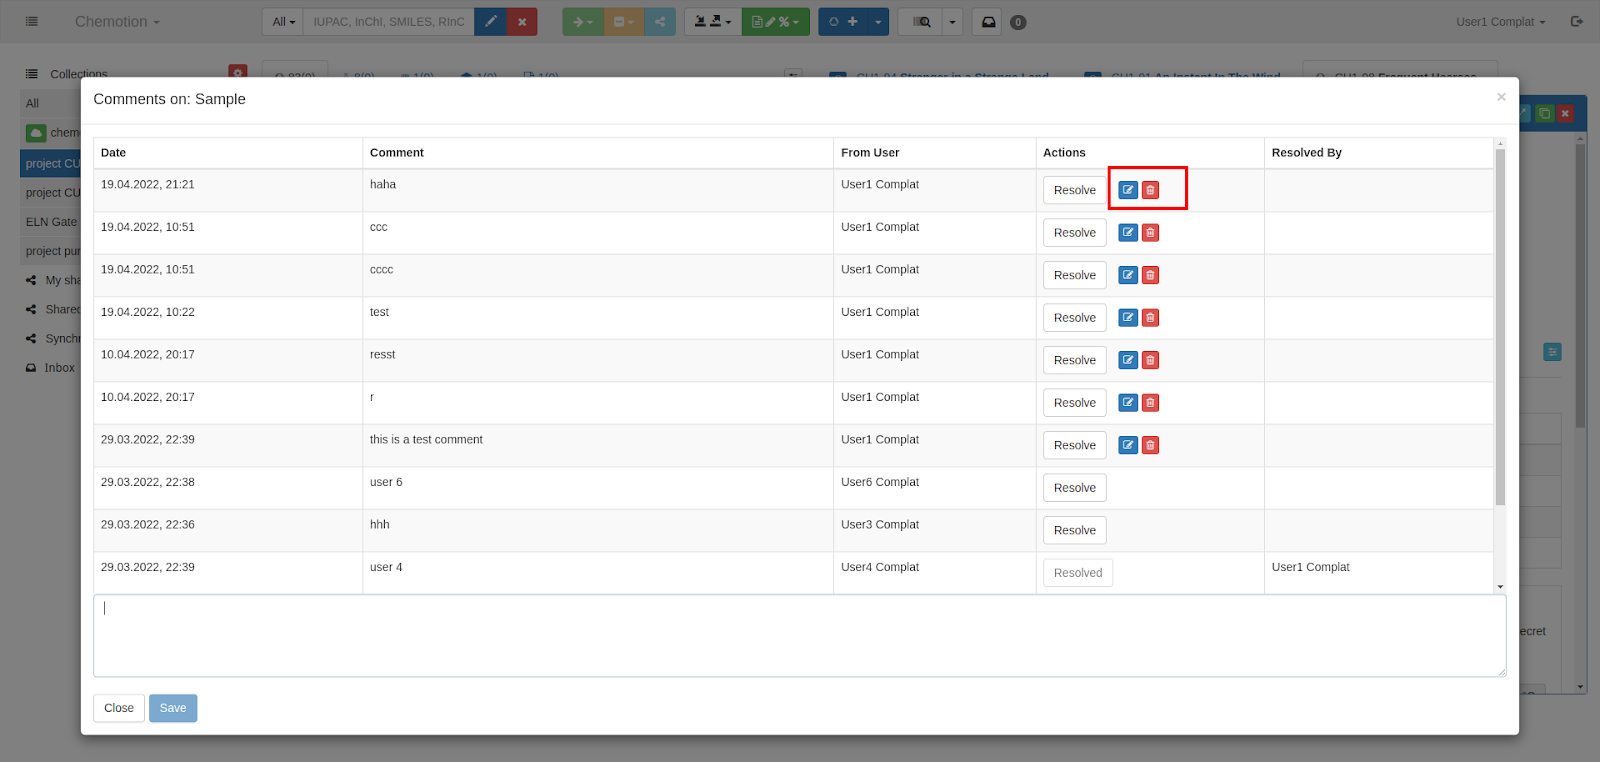 Chemotion
All
IUPAC, InChI, SMILES, RInC
0
User1 Complat
Collections
All
project CU
project CU
ELN Gate
Inbox
Comments on: Sample
×
Date Comment From User Actions Resolved By
19.04.2022, 21:21 haha User1 Complat Resolve
19.04.2022, 10:51 ccc User1 Complat Resolve
19.04.2022, 10:51 cccc User1 Complat Resolve
19.04.2022, 10:22 test User1 Complat Resolve
10.04.2022, 20:17 resst User1 Complat Resolve
10.04.2022, 20:17 r User1 Complat Resolve
29.03.2022, 22:39 this is a test comment User1 Complat Resolve
29.03.2022, 22:38 user 6 User6 Complat Resolve
29.03.2022, 22:36 hhh User3 Complat Resolve
29.03.2022, 22:39 user 4 User4 Complat Resolved User1 Complat
ecret
Close Save